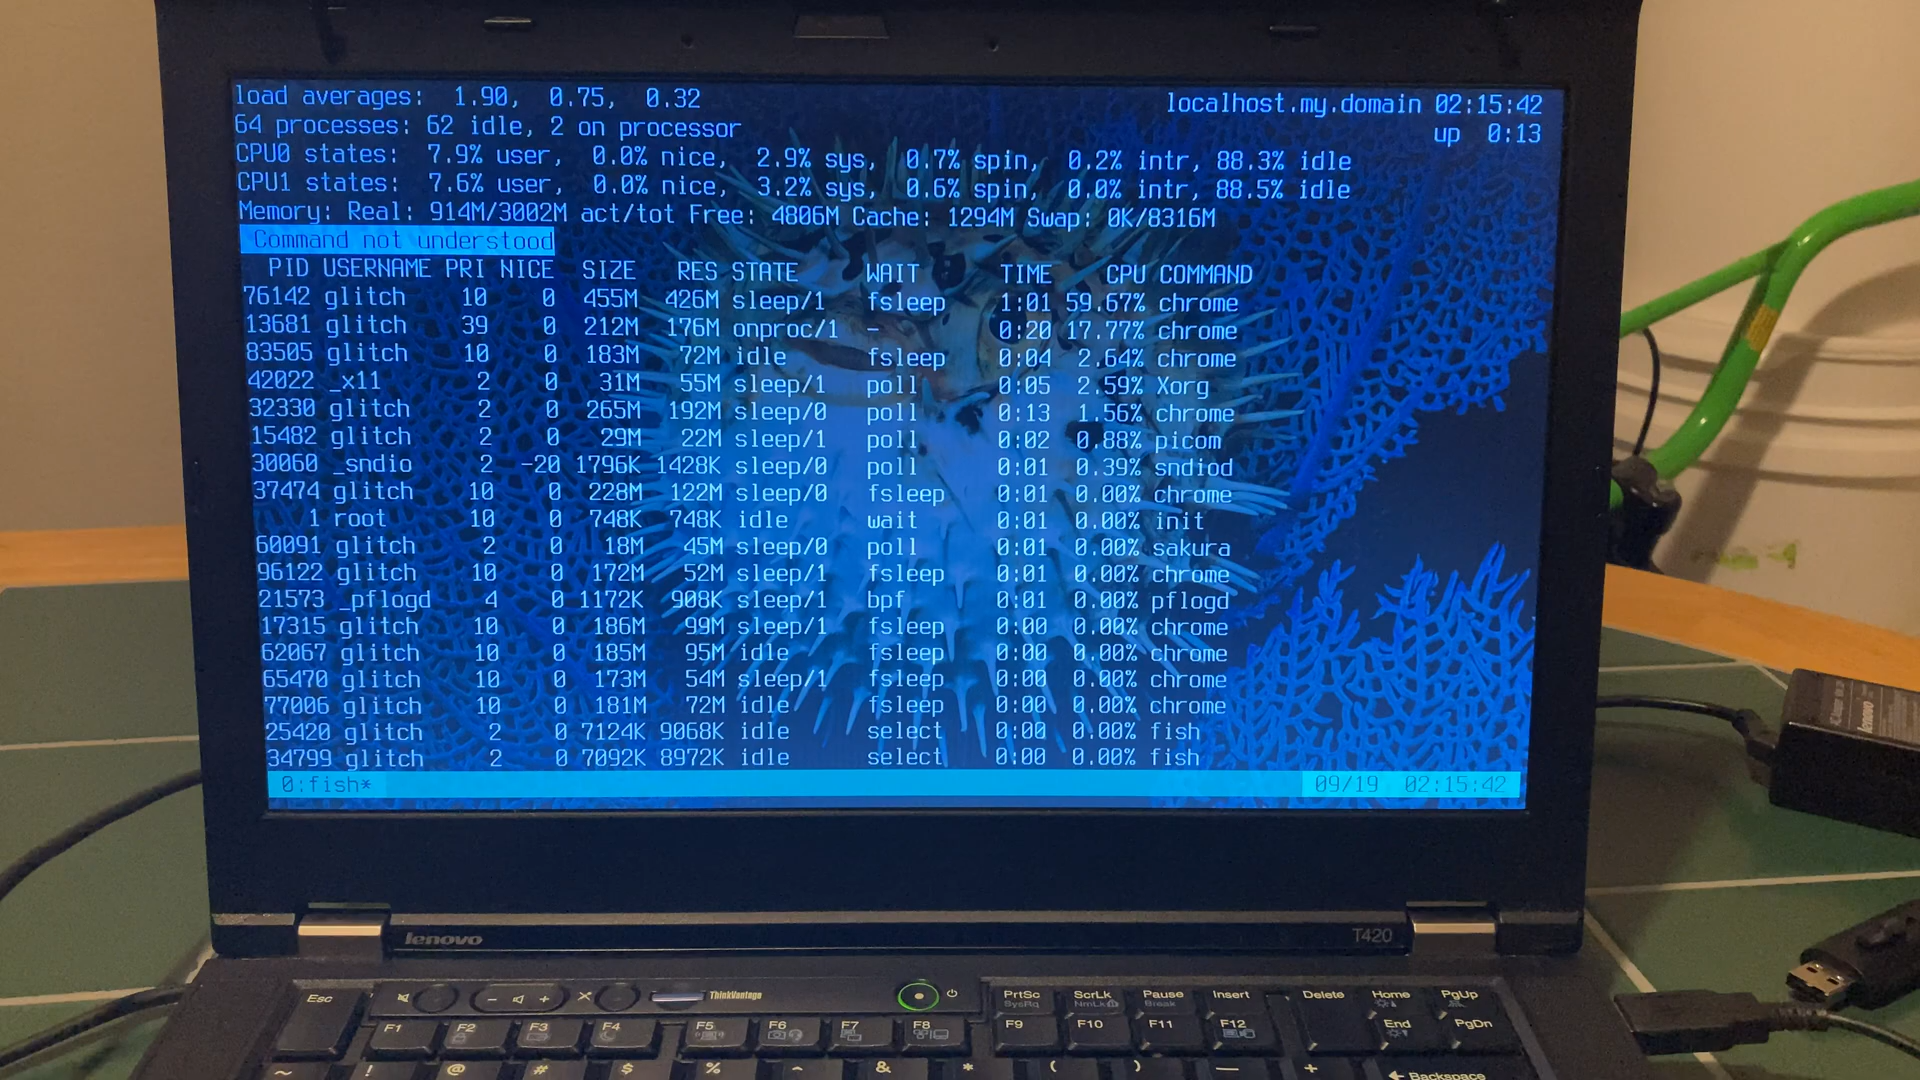 load averages: 1.90, 0.75, 0.32 localhost.my.domain 02:15:42
64 processes: 62 idle, 2 on processor up 0:13
CPU0 states: 7.9% user, 0.0% nice, 2.9% sys, 0.7% spin, 0.2% intr, 88.3% idle
CPU1 states: 7.6% user, 0.0% nice, 3.2% sys, 0.6% spin, 0.0% intr, 88.5% idle
Memory: Real: 914M/3002M act/tot Free: 4806M Cache: 1294M Swap: 0K/8316M
Command not understood
PID USERNAME PRI NICE SIZE RES STATE WAIT TIME CPU COMMAND
76142 glitch 10 0 455M 426M sleep/1 fsleep 1:01 59.67% chrome
13681 glitch 39 0 212M 176M onproc/1 - 0:20 17.77% chrome
83505 glitch 10 0 183M 72M idle fsleep 0:04 2.64% chrome
42022 _x11 2 0 31M 55M sleep/1 poll 0:05 2.59% Xorg
32330 glitch 2 0 265M 192M sleep/0 poll 0:13 1.56% chrome
15482 glitch 2 0 29M 22M sleep/1 poll 0:02 0.88% picom
30060 _sndio 2 -20 1796K 1428K sleep/0 poll 0:01 0.39% sndiod
37474 glitch 10 0 228M 122M sleep/0 fsleep 0:01 0.00% chrome
1 root 10 0 748K 748K idle wait 0:01 0.00% init
60091 glitch 2 0 18M 45M sleep/0 poll 0:01 0.00% sakura
96122 glitch 10 0 172M 52M sleep/1 fsleep 0:01 0.00% chrome
21573 _pflogd 4 0 1172K 908K sleep/1 bpf 0:01 0.00% pflogd
17315 glitch 10 0 186M 99M sleep/1 fsleep 0:00 0.00% chrome
62067 glitch 10 0 185M 95M idle fsleep 0:00 0.00% chrome
65470 glitch 10 0 173M 54M sleep/1 fsleep 0:00 0.00% chrome
77006 glitch 10 0 181M 72M idle fsleep 0:00 0.00% chrome
25420 glitch 2 0 7124K 9068K idle select 0:00 0.00% fish
34799 glitch 2 0 7092K 8972K idle select 0:00 0.00% fish
0:fish* 09/19 02:15:42
lenovo T420
Esc ThinkVantage PrtSc ScrLk Pause Insert Delete Home PgUp
SysRq NmLk Break
F1 F2 F3 F4 F5 F6 F7 F8 F9 F10 F11 F12 End PgDn
~ ! @ # $ % ^ & * ( ) — + Backspace
lenovo